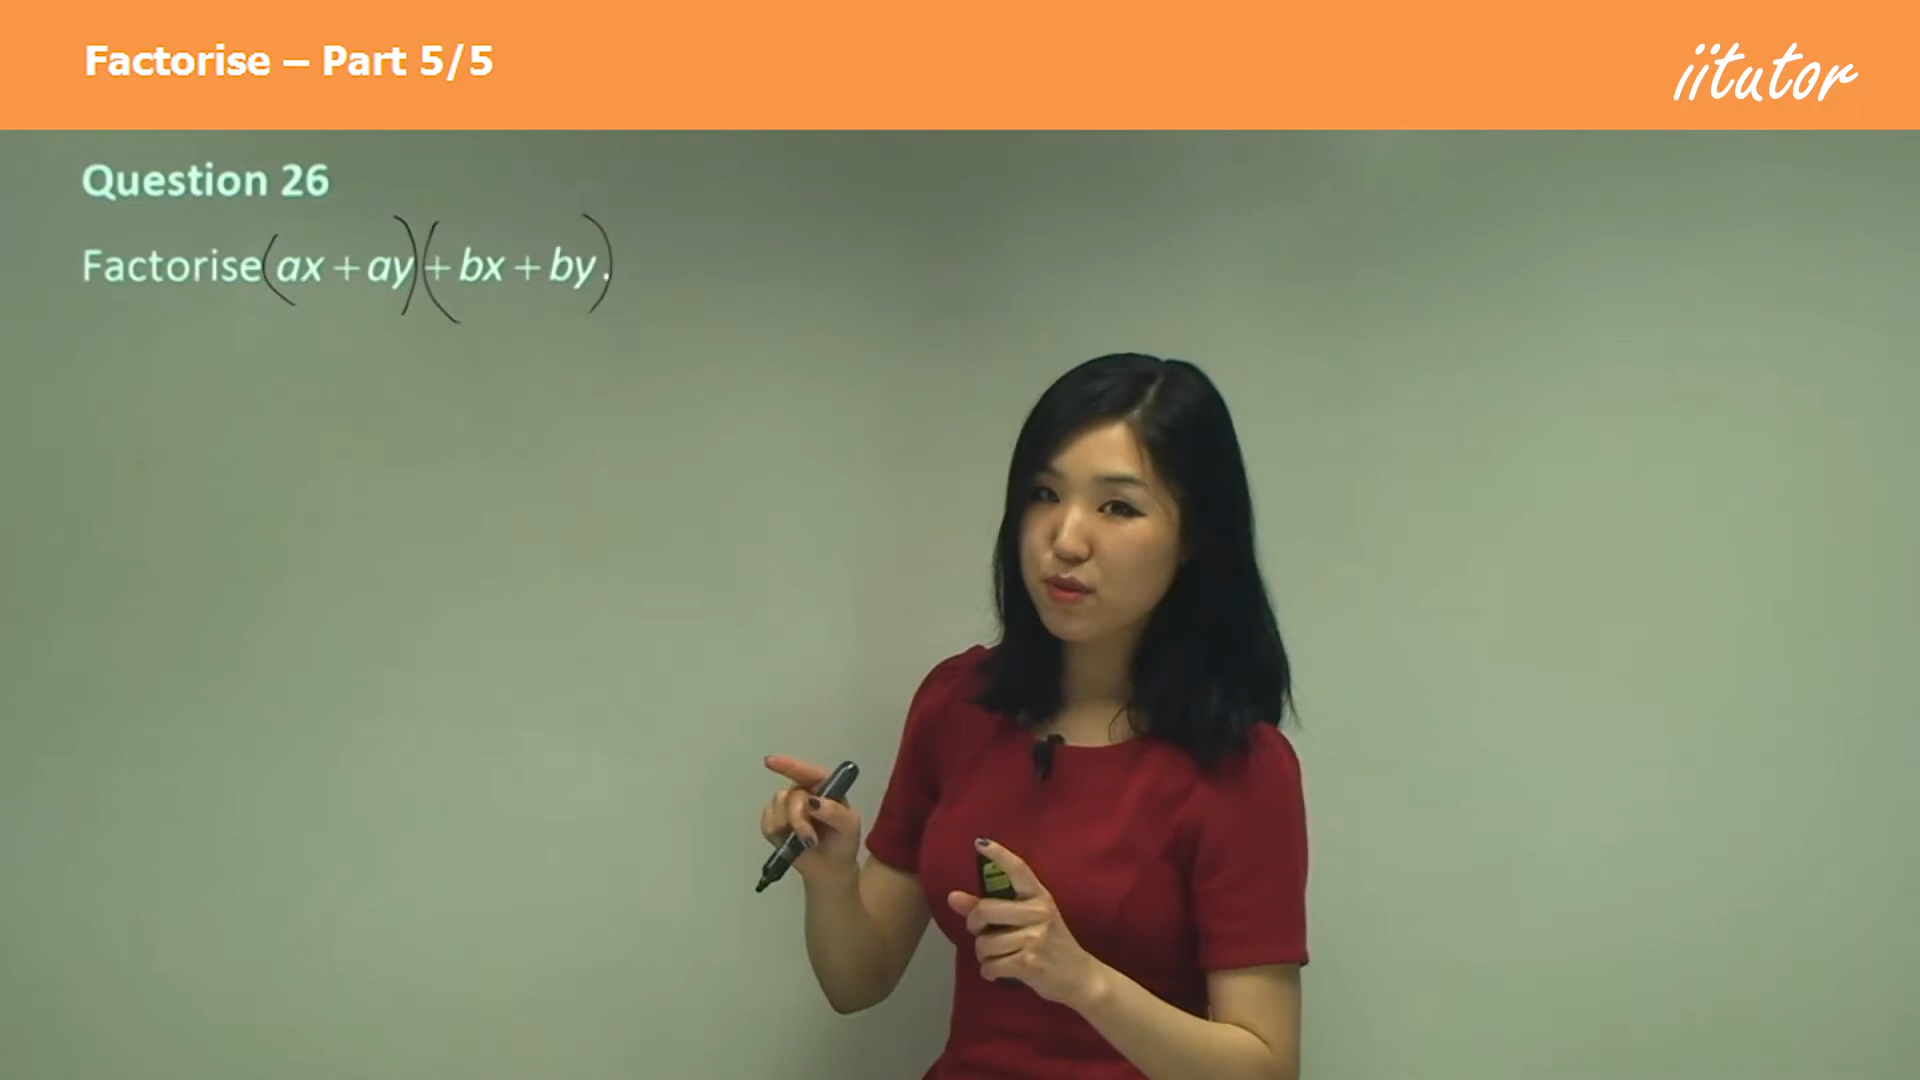 Factorise – Part 5/5
iitutor
Question 26
Factorise (ax + ay)(+ bx + by.)